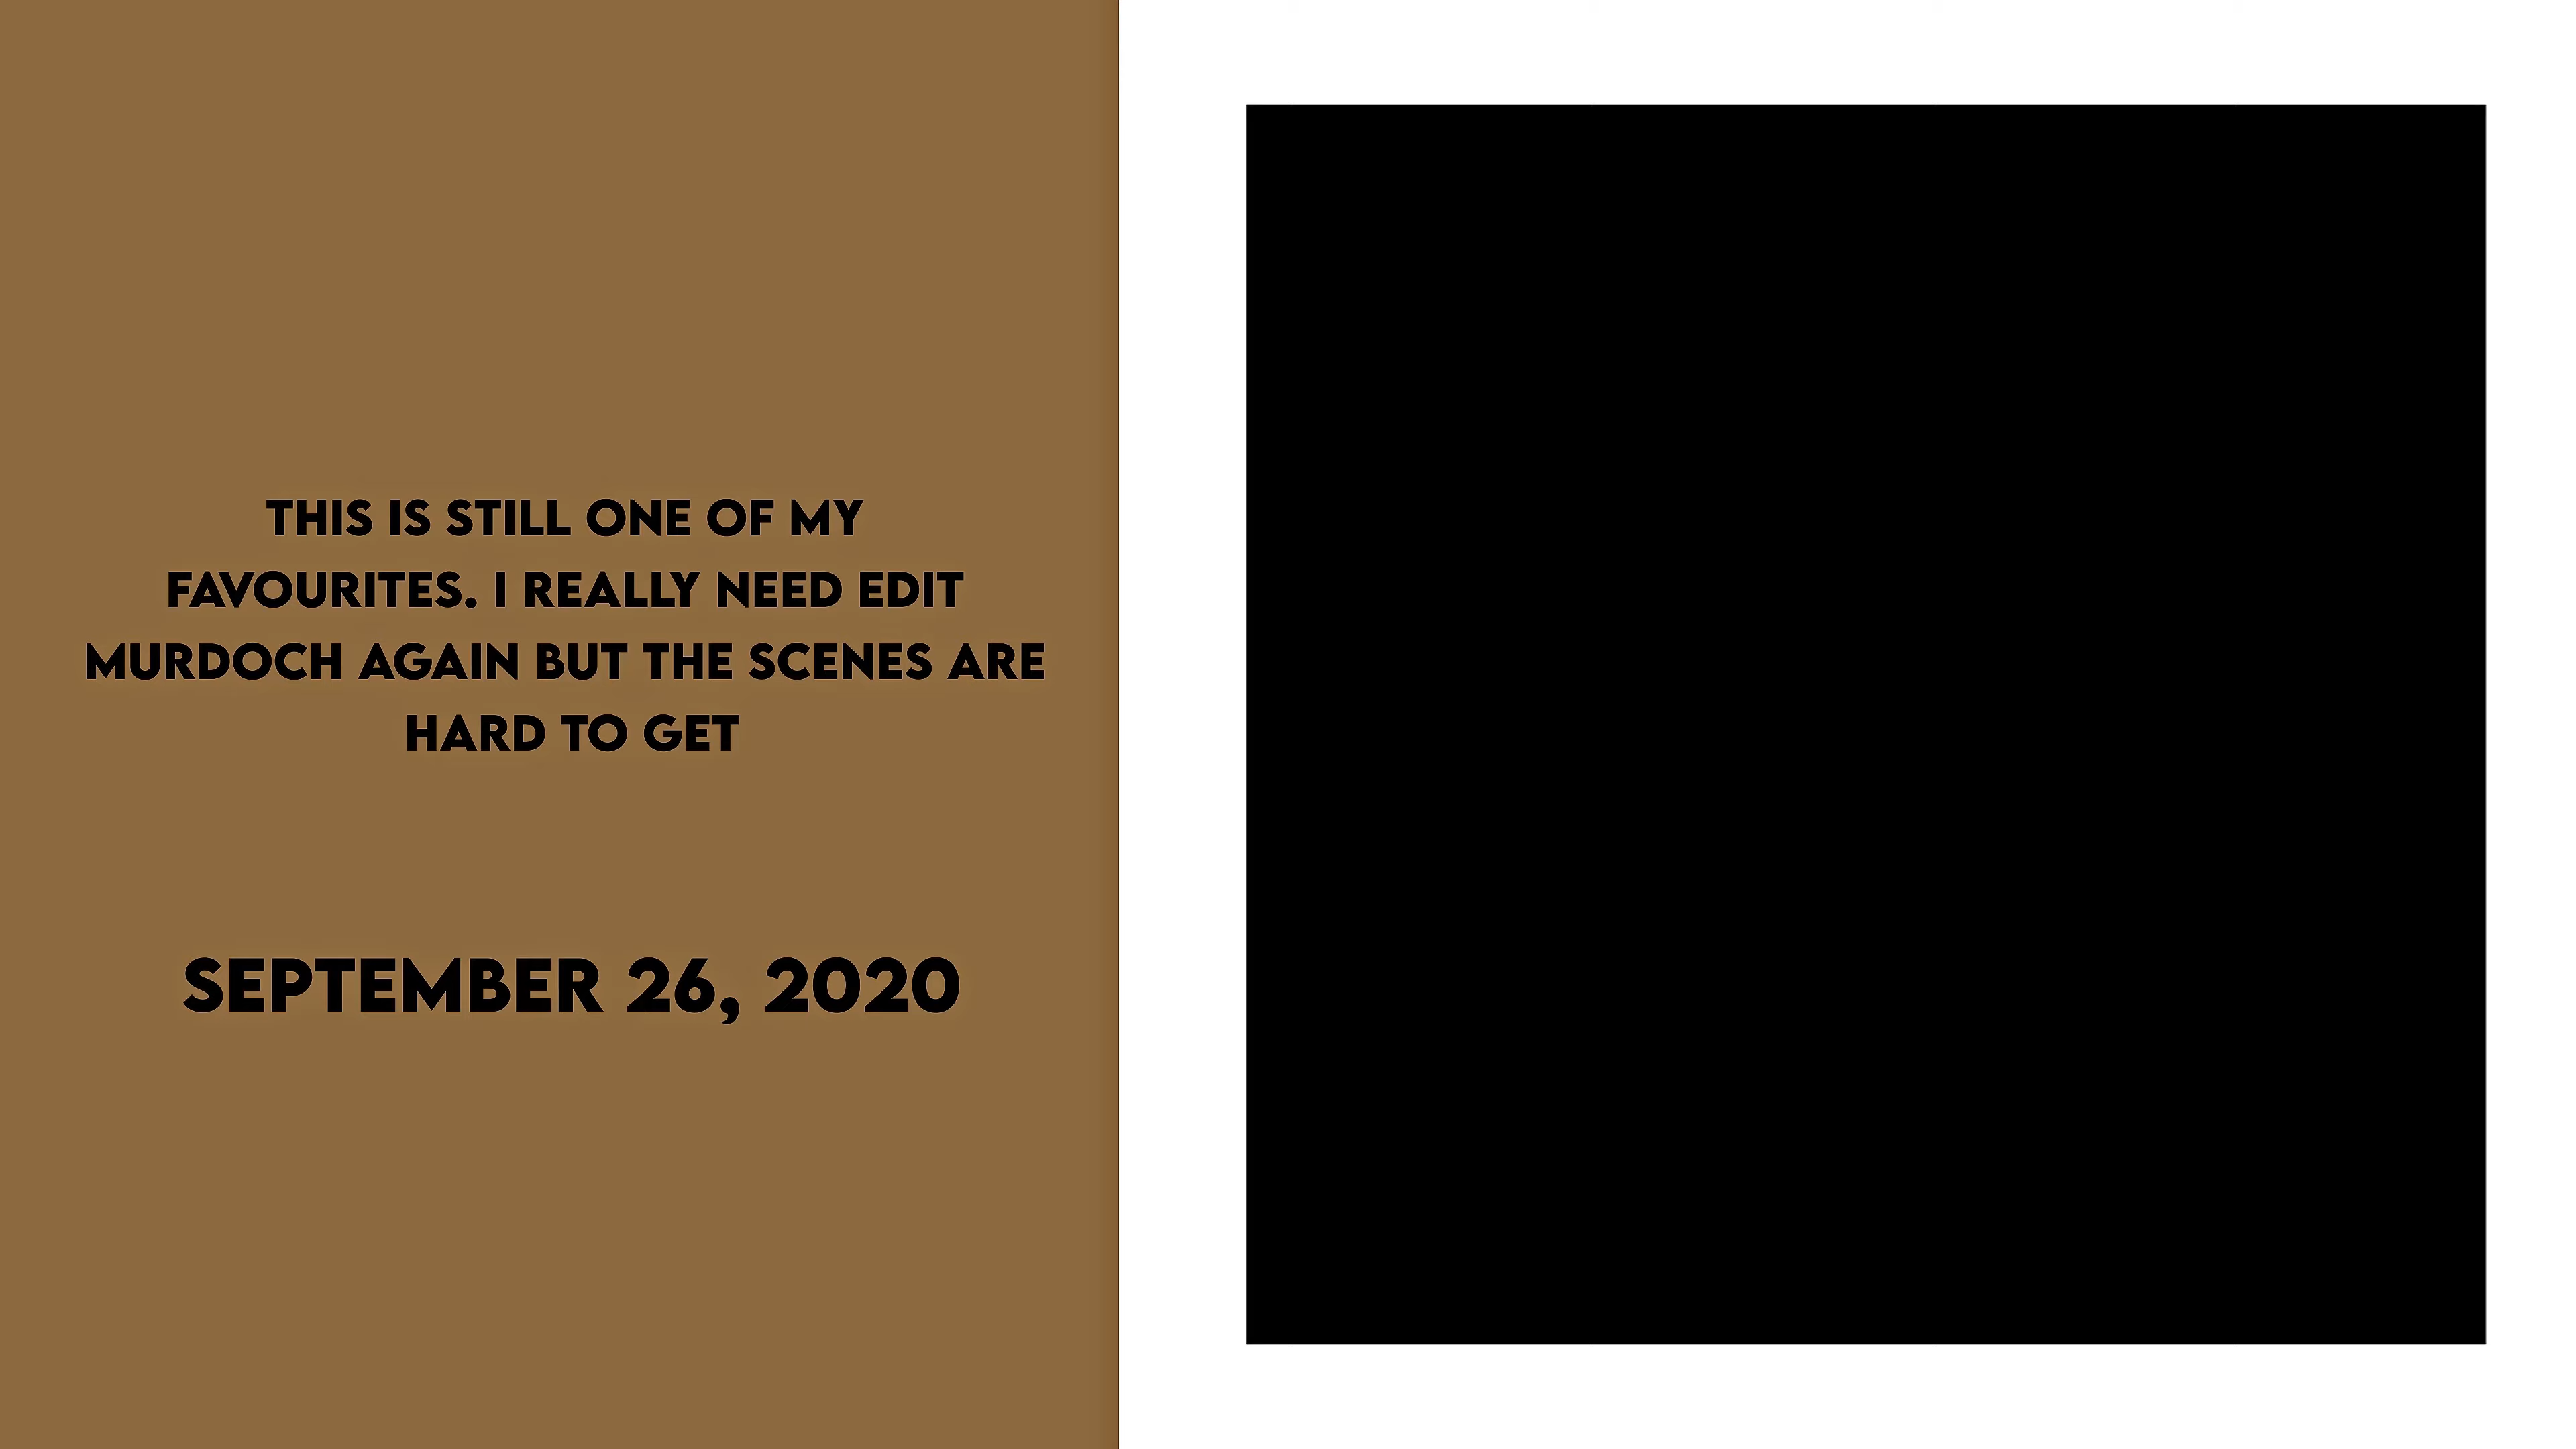 THIS IS STILL ONE OF MY
FAVOURITES. I REALLY NEED EDIT
MURDOCH AGAIN BUT THE SCENES ARE
HARD TO GET
SEPTEMBER 26, 2020